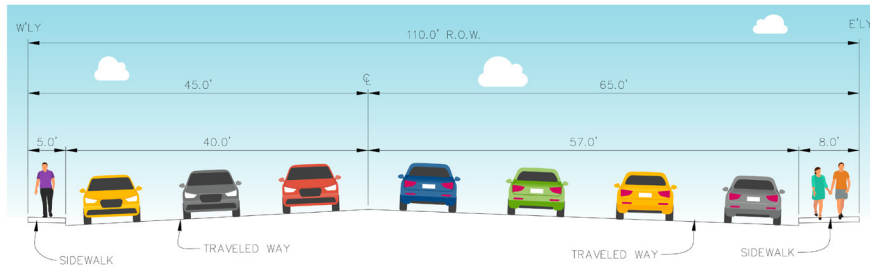 W'LY
E'LY
110.0' R.O.W.
45.0'
℄
65.0'
5.0'
40.0'
57.0'
8.0'
TRAVELED WAY
TRAVELED WAY
SIDEWALK
SIDEWALK